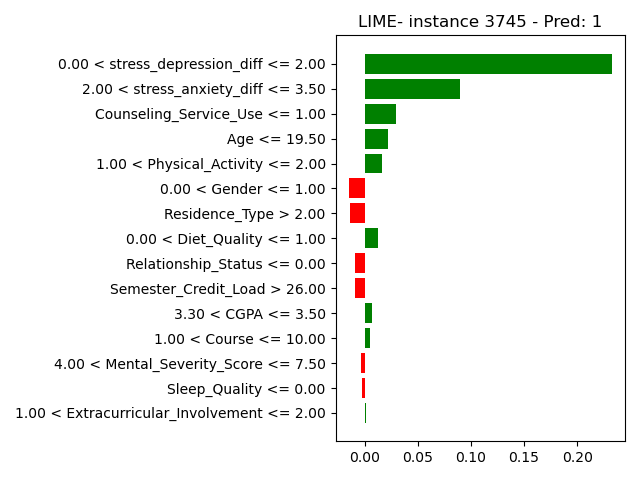 LIME- instance 3745 - Pred: 1
0.00 < stress_depression_diff <= 2.00
2.00 < stress_anxiety_diff <= 3.50
Counseling_Service_Use <= 1.00
Age <= 19.50
1.00 < Physical_Activity <= 2.00
0.00 < Gender <= 1.00
Residence_Type > 2.00
0.00 < Diet_Quality <= 1.00
Relationship_Status <= 0.00
Semester_Credit_Load > 26.00
3.30 < CGPA <= 3.50
1.00 < Course <= 10.00
4.00 < Mental_Severity_Score <= 7.50
Sleep_Quality <= 0.00
1.00 < Extracurricular_Involvement <= 2.00
0.00 0.05 0.10 0.15 0.20